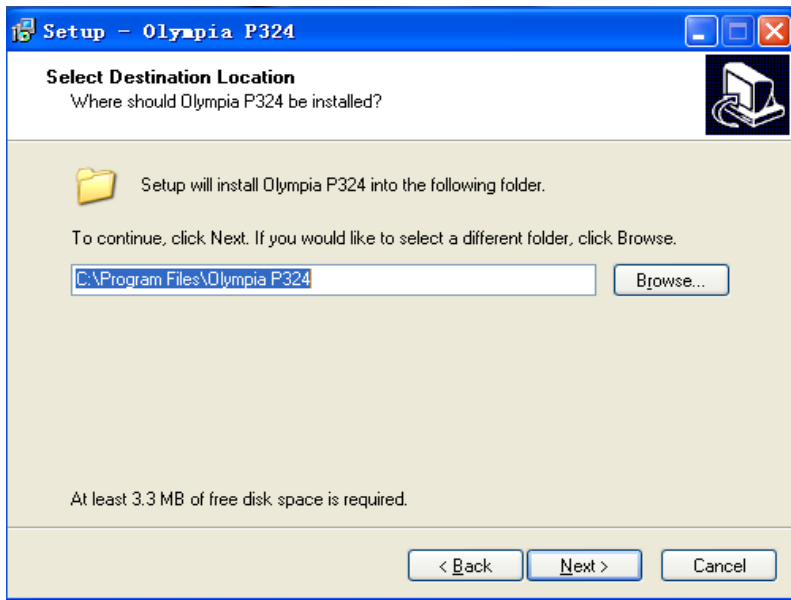 Setup - Olympia P324
Select Destination Location
Where should Olympia P324 be installed?
Setup will install Olympia P324 into the following folder.
To continue, click Next. If you would like to select a different folder, click Browse.
C:\Program Files\Olympia P324
Browse...
At least 3.3 MB of free disk space is required.
< Back
Next >
Cancel